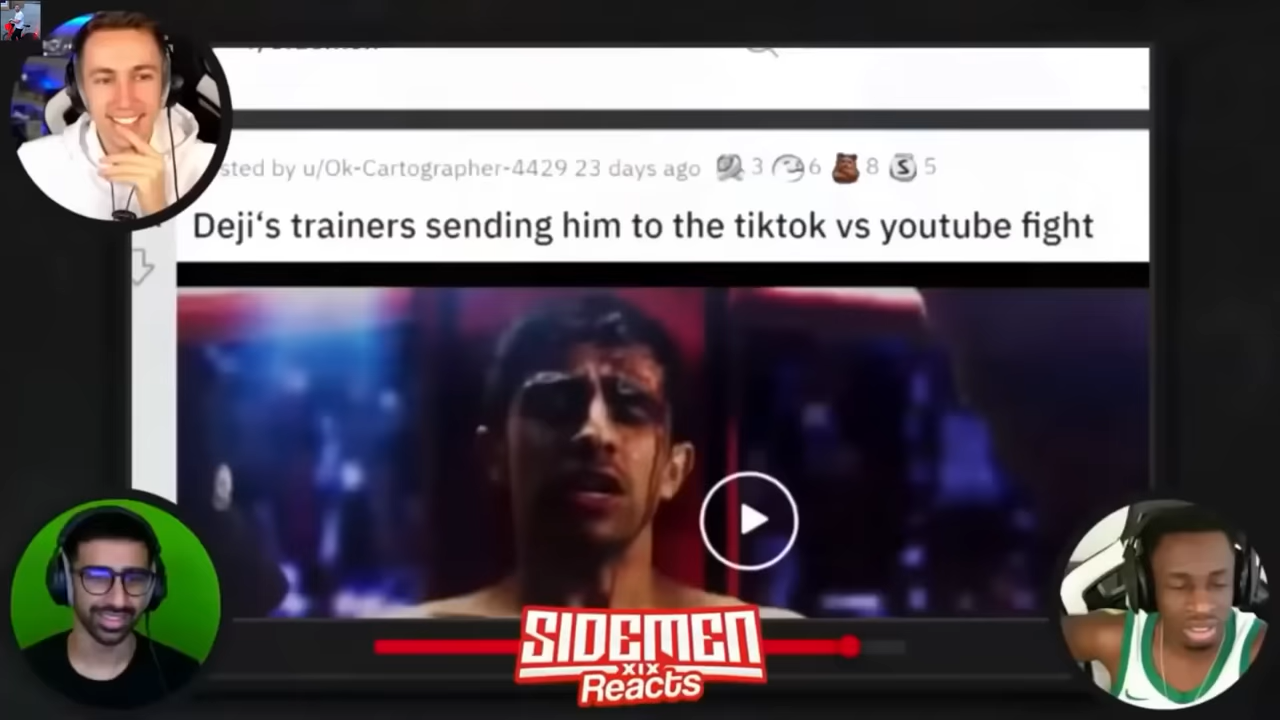 sted by u/Ok-Cartographer-4429 23 days ago 3 6 8 S 5
Deji‘s trainers sending him to the tiktok vs youtube fight
SIDEMEN
XIX
Reacts